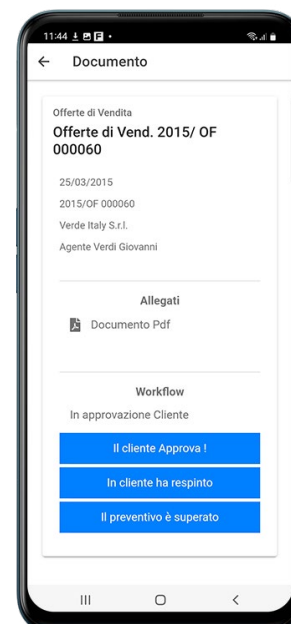 11:44
Documento
Offerte di Vendita
Offerte di Vend. 2015/ OF
000060
25/03/2015
2015/OF 000060
Verde Italy S.r.l.
Agente Verdi Giovanni
Allegati
Documento Pdf
Workflow
In approvazione Cliente
Il cliente Approva !
In cliente ha respinto
Il preventivo è superato